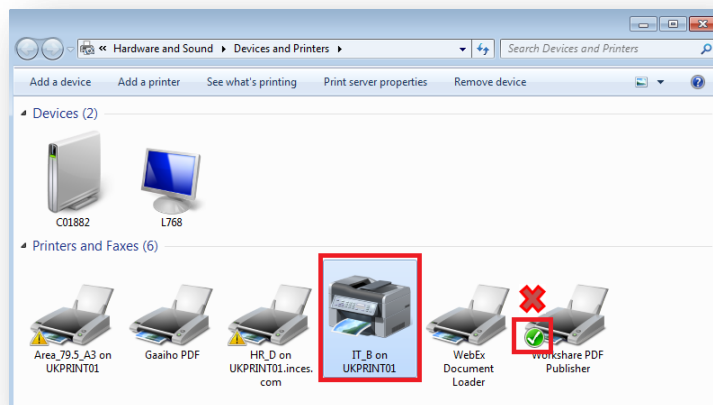 « Hardware and Sound ▸ Devices and Printers ▸
Search Devices and Printers
Add a device Add a printer See what's printing Print server properties Remove device
Devices (2)
C01882
L768
Printers and Faxes (6)
Area_79.5_A3 on
UKPRINT01
Gaaiho PDF
HR_D on
UKPRINT01.inces.
com
IT_B on
UKPRINT01
WebEx
Document
Loader
Workshare PDF
Publisher